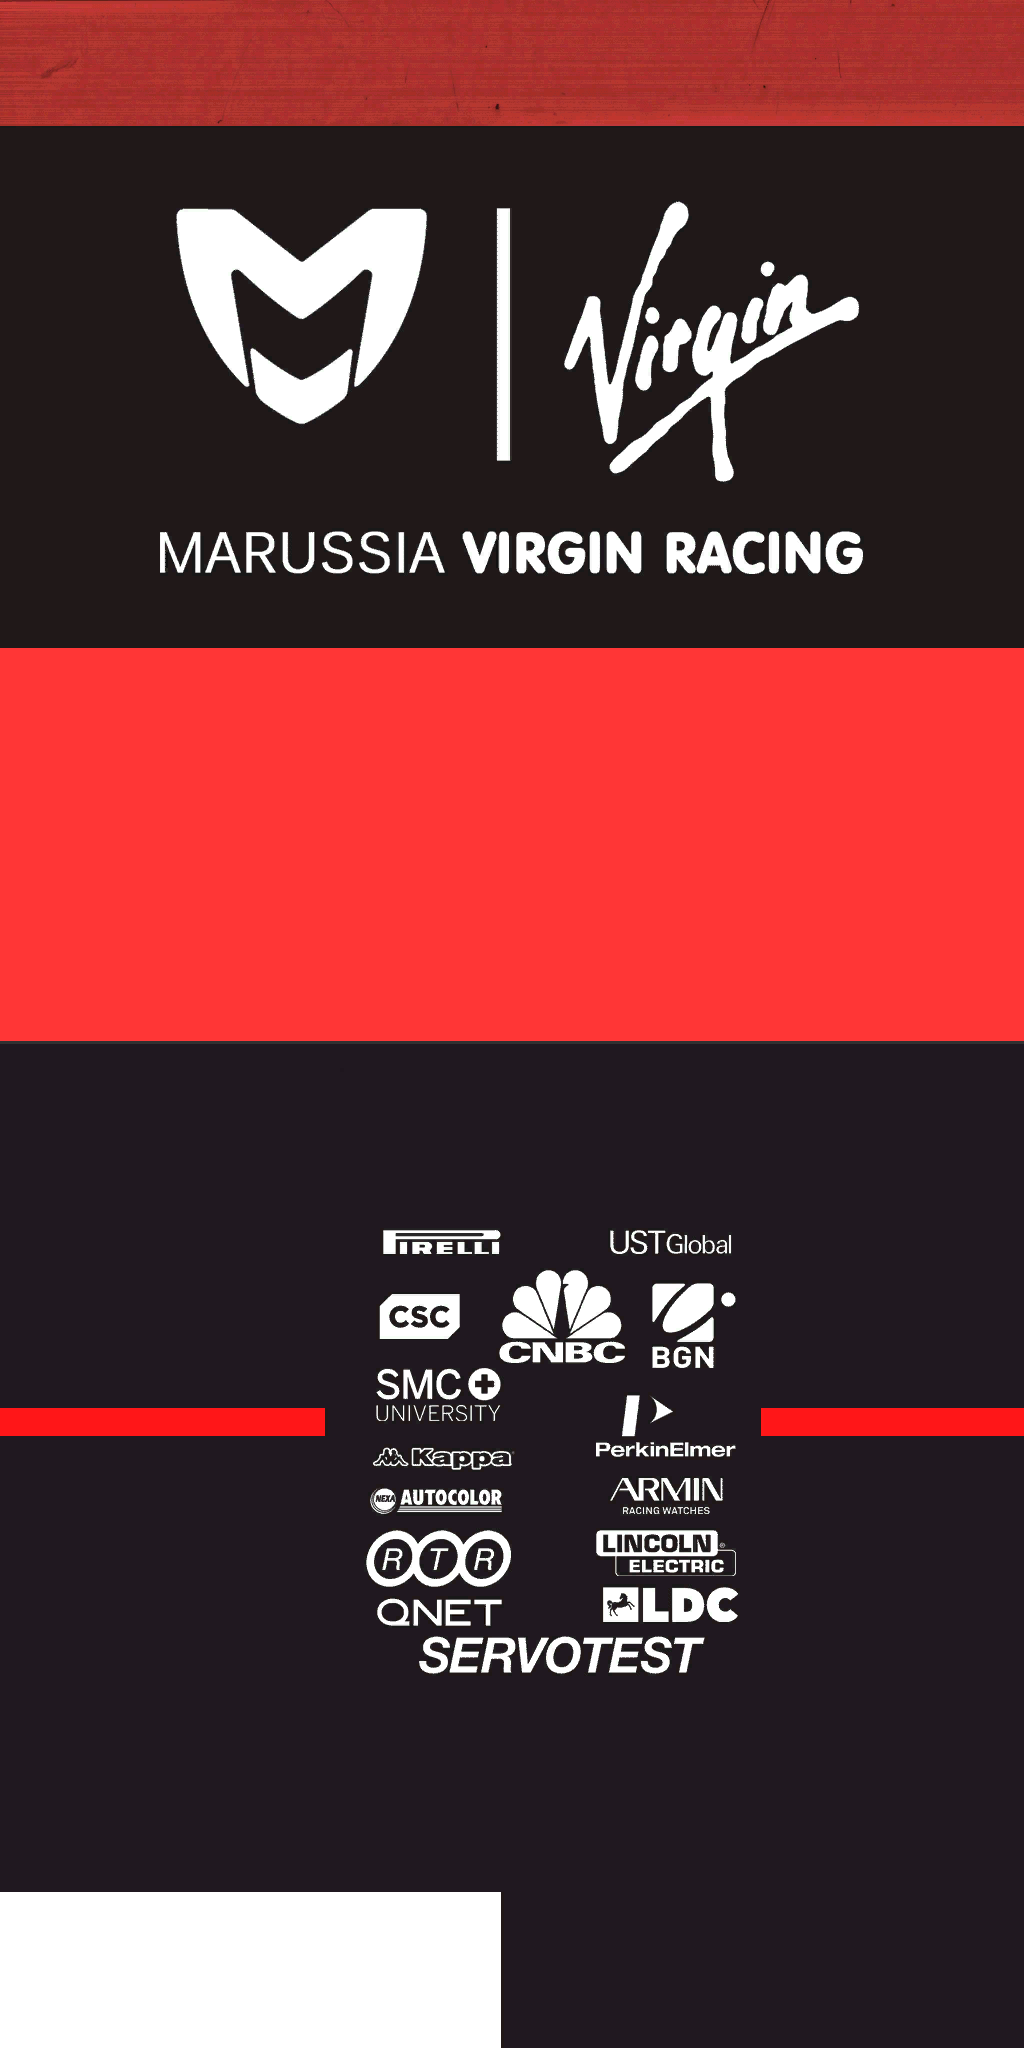 Virgin
MARUSSIA VIRGIN RACING
PIRELLI
USTGlobal
CSC
CNBC
BGN
SMC
UNIVERSITY
PerkinElmer
Kappa
ARMIN
RACING WATCHES
NEXA AUTOCOLOR
LINCOLN®
ELECTRIC
RTR
QNET
LDC
SERVOTEST